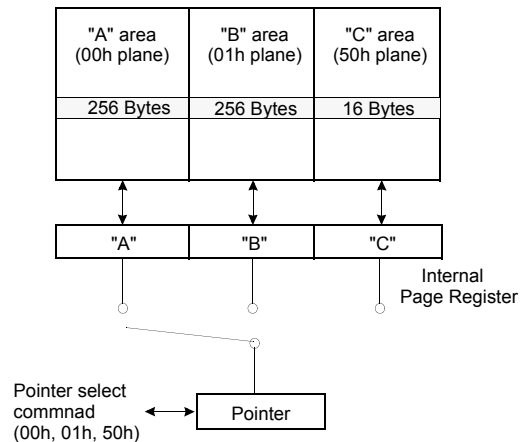 "A" area "B" area "C" area
(00h plane) (01h plane) (50h plane)
256 Bytes 256 Bytes 16 Bytes
"A" "B" "C"
Internal
Page Register
Pointer select
commnad
(00h, 01h, 50h)
Pointer